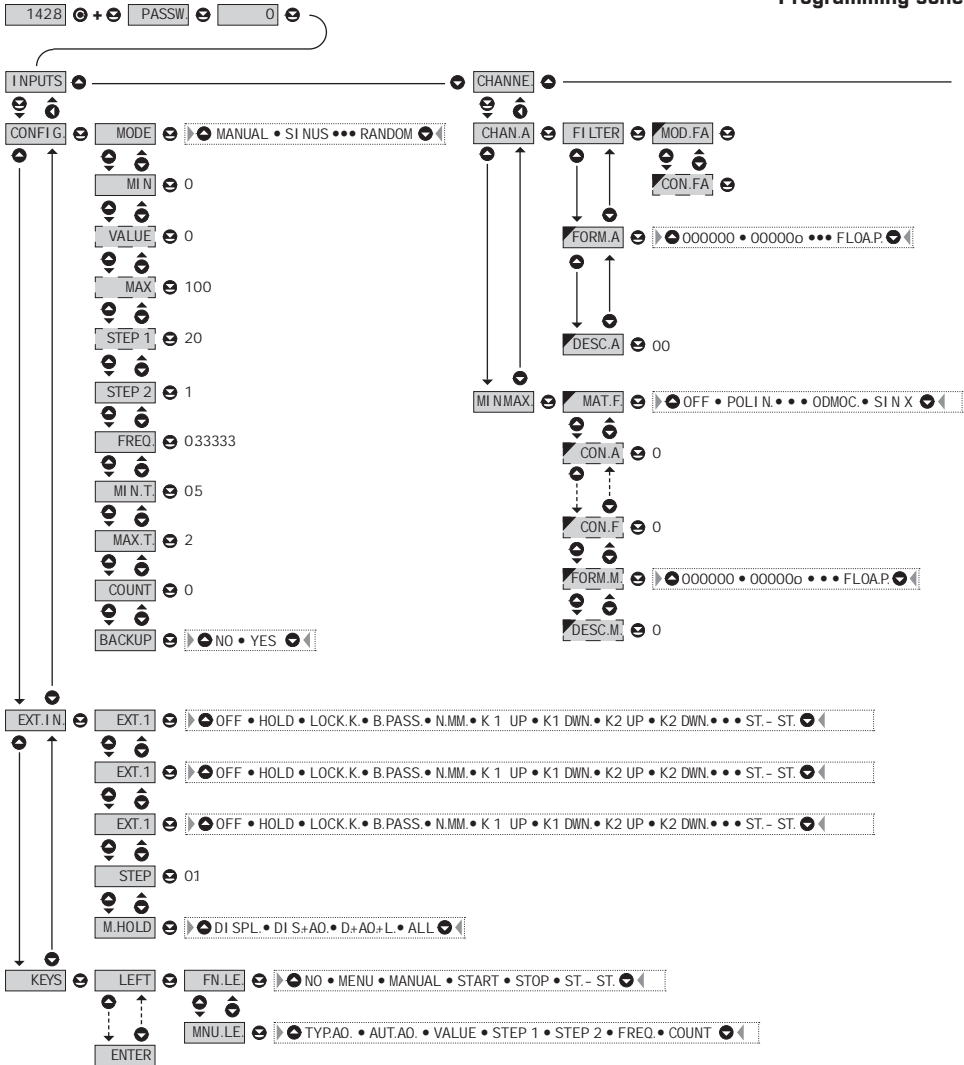 Programming sche
1428 + PASSW. 0
INPUTS CHANNE.
CONFIG. MODE MANUAL • SINUS ••• RANDOM CHAN.A FILTER MOD.FA
MIN 0 CON.FA
VALUE 0 FORM.A 000000 • 00000o ••• FLOA.P.
MAX 100
STEP 1 20 DESC.A 00
STEP 2 1 MINMAX. MAT.F. OFF • POLIN. ••• ODMOC. • SIN X
FREQ. 033333 CON.A 0
MIN.T. 05
MAX.T. 2 CON.F 0
COUNT 0 FORM.M. 000000 • 00000o • • • FLOA.P.
BACKUP NO • YES DESC.M. 0
EXT.IN. EXT.1 OFF • HOLD • LOCK.K. • B.PASS. • N.MM. • K 1 UP • K1 DWN. • K2 UP • K2 DWN. • • • ST. - ST.
EXT.1 OFF • HOLD • LOCK.K. • B.PASS. • N.MM. • K 1 UP • K1 DWN. • K2 UP • K2 DWN. • • • ST. - ST.
EXT.1 OFF • HOLD • LOCK.K. • B.PASS. • N.MM. • K 1 UP • K1 DWN. • K2 UP • K2 DWN. • • • ST. - ST.
STEP 01
M.HOLD DISPL. • DIS+AO. • D+AO+L. • ALL
KEYS LEFT FN.LE. NO • MENU • MANUAL • START • STOP • ST. - ST.
MNU.LE. TYP.AO. • AUT.AO. • VALUE • STEP 1 • STEP 2 • FREQ. • COUNT
ENTER